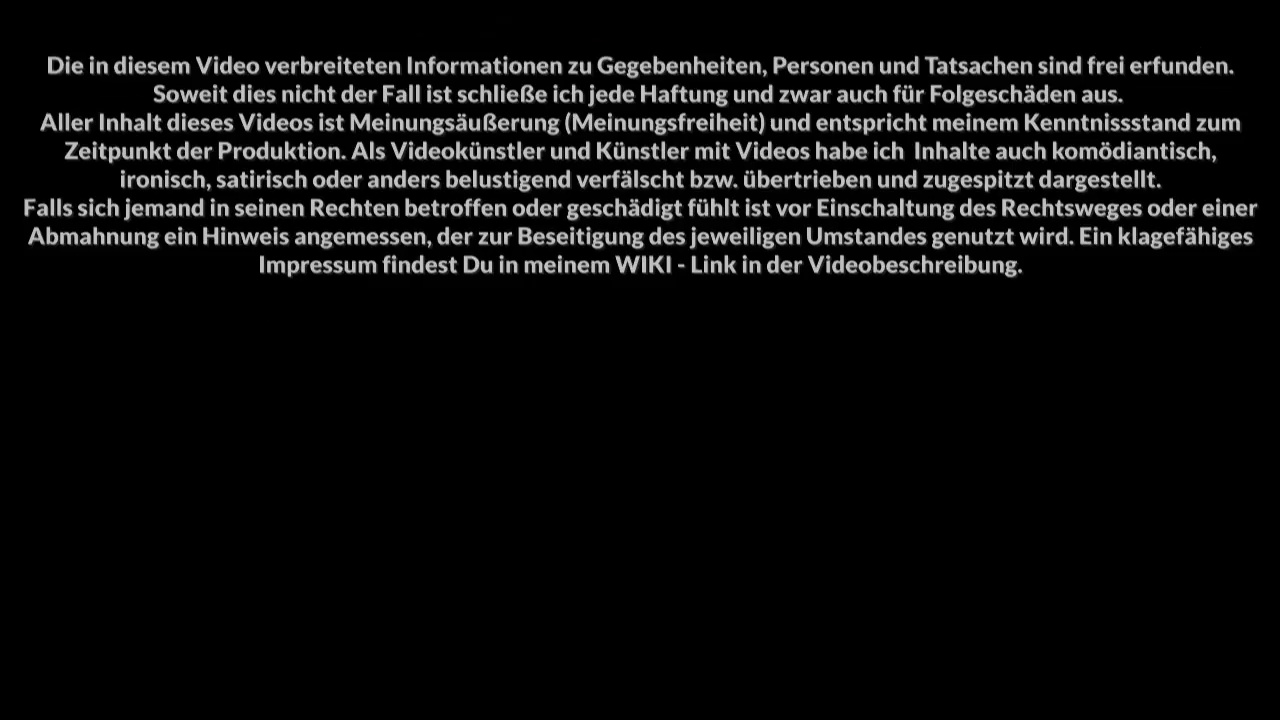 Die in diesem Video verbreiteten Informationen zu Gegebenheiten, Personen und Tatsachen sind frei erfunden.
Soweit dies nicht der Fall ist schließe ich jede Haftung und zwar auch für Folgeschäden aus.
Aller Inhalt dieses Videos ist Meinungsäußerung (Meinungsfreiheit) und entspricht meinem Kenntnissstand zum
Zeitpunkt der Produktion. Als Videokünstler und Künstler mit Videos habe ich  Inhalte auch komödiantisch,
ironisch, satirisch oder anders belustigend verfälscht bzw. übertrieben und zugespitzt dargestellt.
Falls sich jemand in seinen Rechten betroffen oder geschädigt fühlt ist vor Einschaltung des Rechtsweges oder einer
Abmahnung ein Hinweis angemessen, der zur Beseitigung des jeweiligen Umstandes genutzt wird. Ein klagefähiges
Impressum findest Du in meinem WIKI - Link in der Videobeschreibung.